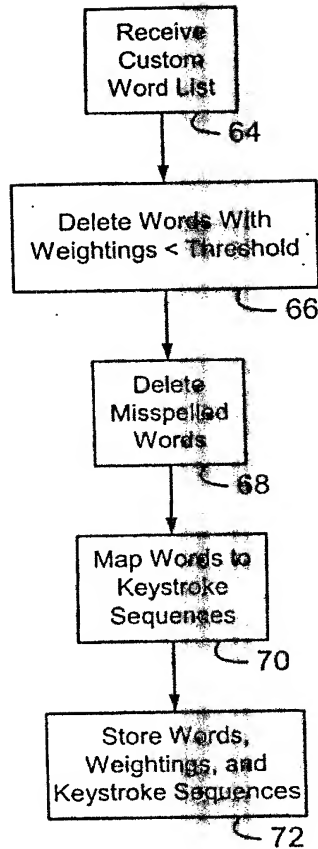 Receive
Custom
Word List
64
Delete Words With
Weightings < Threshold
66
Delete
Misspelled
Words
68
Map Words to
Keystroke
Sequences
70
Store Words,
Weightings, and
Keystroke Sequences
72